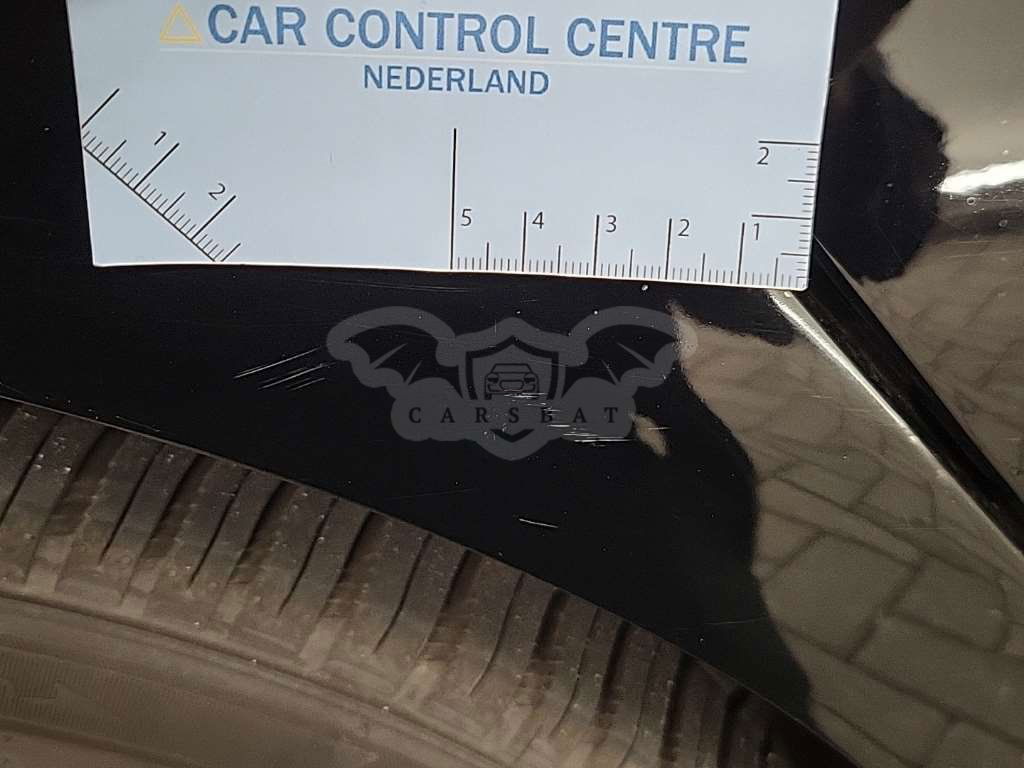 CAR CONTROL CENTRE
NEDERLAND
1
2
5
4
3
2
1
2
CARSBAT